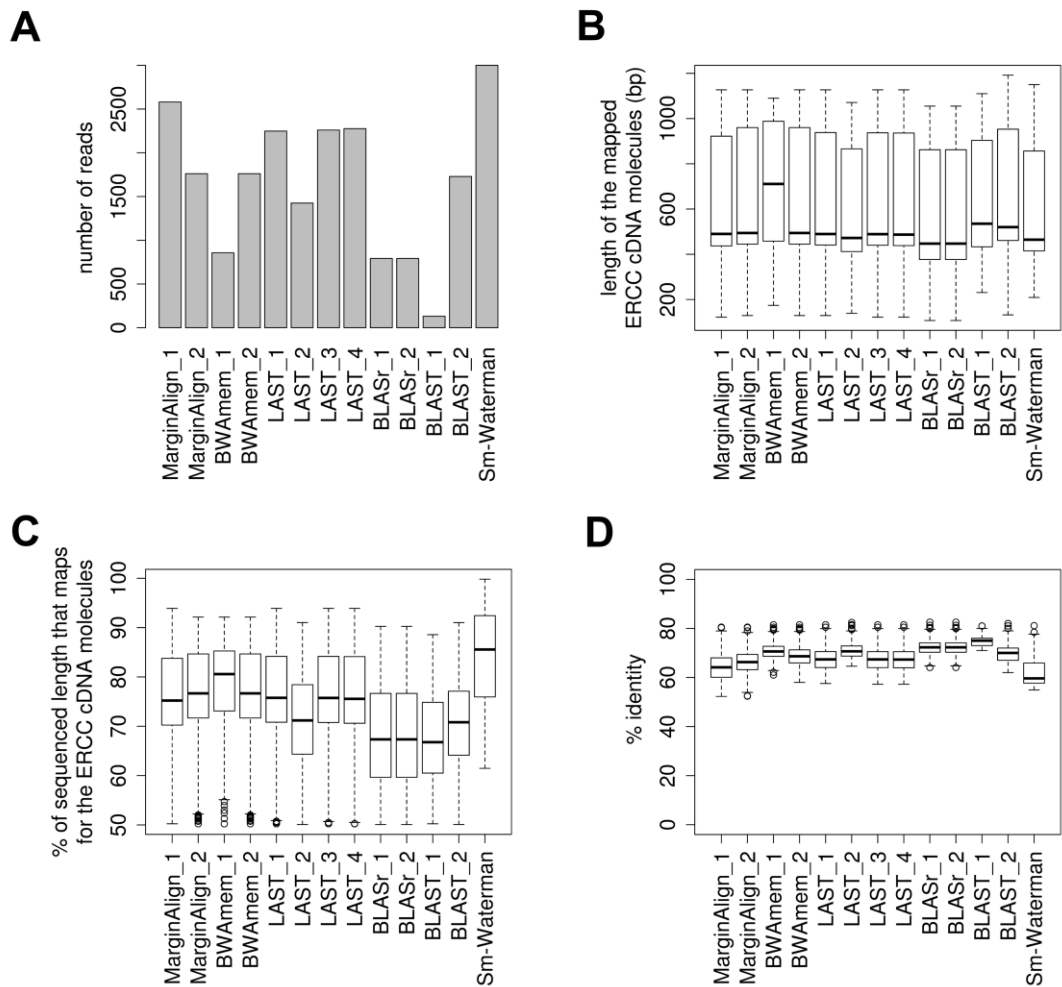 A
number of reads
2500
1500
500
0
MarginAlign_1
MarginAlign_2
BWAmem_1
BWAmem_2
LAST_1
LAST_2
LAST_3
LAST_4
BLASr_1
BLASr_2
BLAST_1
BLAST_2
Sm-Waterman
B
length of the mapped
ERCC cDNA molecules (bp)
1000
600
200
MarginAlign_1
MarginAlign_2
BWAmem_1
BWAmem_2
LAST_1
LAST_2
LAST_3
LAST_4
BLASr_1
BLASr_2
BLAST_1
BLAST_2
Sm-Waterman
C
% of sequenced length that maps
for the ERCC cDNA molecules
100
90
80
70
60
50
MarginAlign_1
MarginAlign_2
BWAmem_1
BWAmem_2
LAST_1
LAST_2
LAST_3
LAST_4
BLASr_1
BLASr_2
BLAST_1
BLAST_2
Sm-Waterman
D
% identity
100
80
60
40
20
0
MarginAlign_1
MarginAlign_2
BWAmem_1
BWAmem_2
LAST_1
LAST_2
LAST_3
LAST_4
BLASr_1
BLASr_2
BLAST_1
BLAST_2
Sm-Waterman